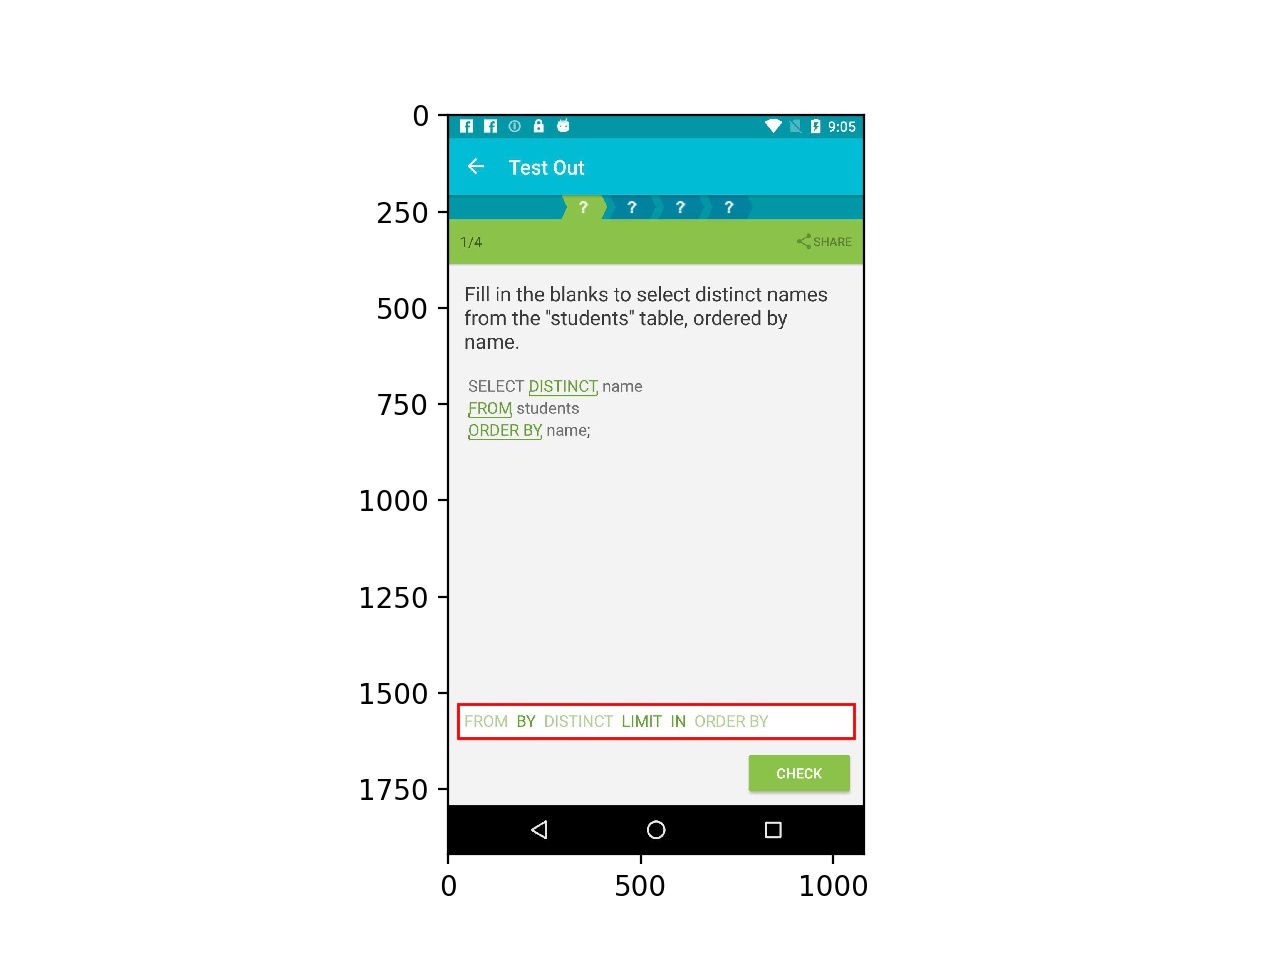 0
250
500
750
1000
1250
1500
1750
0 500 1000
9:05
Test Out
? ? ? ?
1/4 SHARE
Fill in the blanks to select distinct names
from the "students" table, ordered by
name.
SELECT DISTINCT name
FROM students
ORDER BY name;
FROM BY DISTINCT LIMIT IN ORDER BY
CHECK